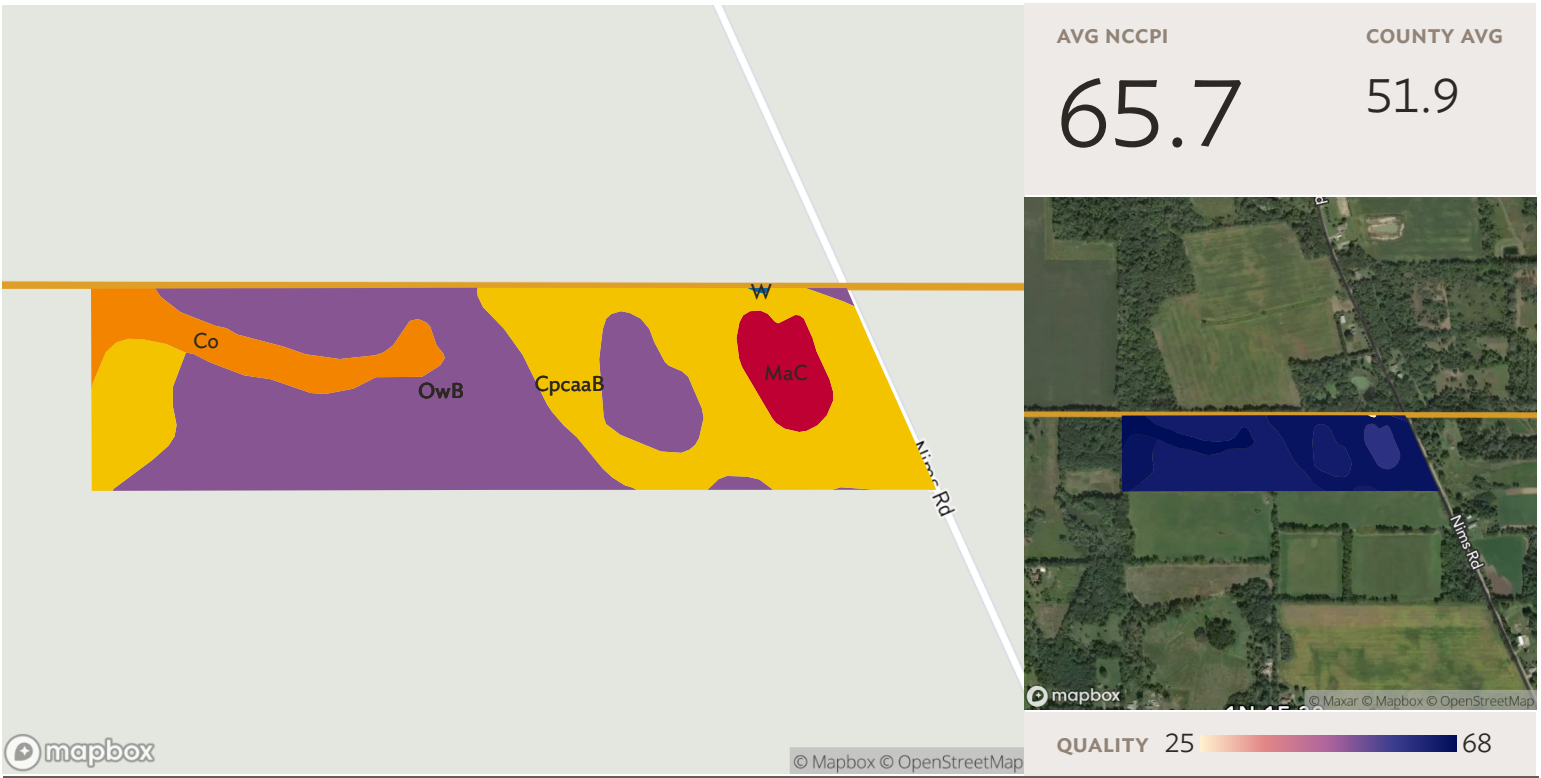 W
Co
MaC
CpcaaB
OwB
Nims Rd
mapbox
© Mapbox © OpenStreetMap
AVG NCCPI
COUNTY AVG
65.7
51.9
Nims Rd
mapbox
© Maxar © Mapbox © OpenStreetMap
QUALITY 25 68